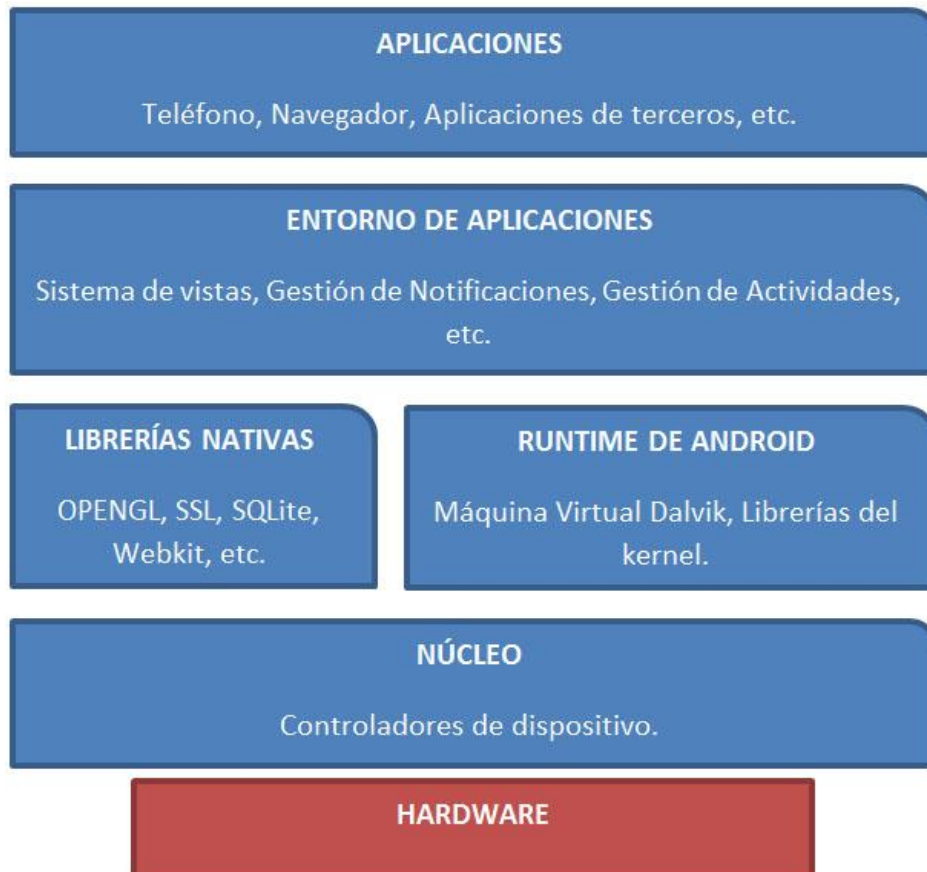 APLICACIONES
Teléfono, Navegador, Aplicaciones de terceros, etc.
ENTORNO DE APLICACIONES
Sistema de vistas, Gestión de Notificaciones, Gestión de Actividades,
etc.
LIBRERÍAS NATIVAS
OPENGL, SSL, SQLite,
Webkit, etc.
RUNTIME DE ANDROID
Máquina Virtual Dalvik, Librerías del
kernel.
NÚCLEO
Controladores de dispositivo.
HARDWARE